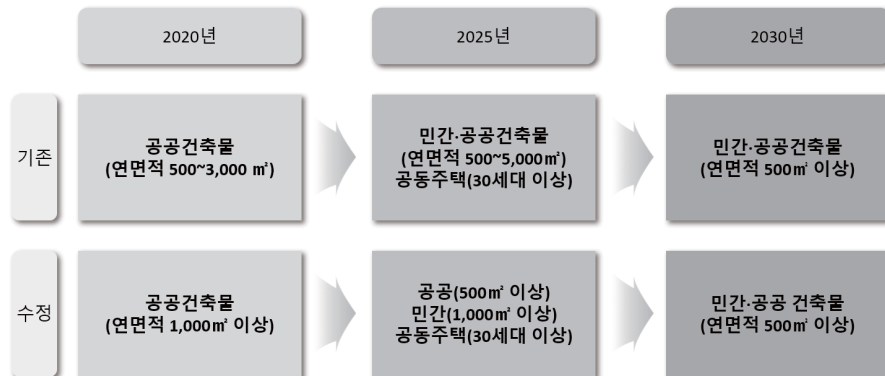 2020년
2025년
2030년
기존
공공건축물
(연면적 500~3,000 ㎡)
민간·공공건축물
(연면적 500~5,000㎡)
공동주택(30세대 이상)
민간·공공건축물
(연면적 500㎡ 이상)
수정
공공건축물
(연면적 1,000㎡ 이상)
공공(500㎡ 이상)
민간(1,000㎡ 이상)
공동주택(30세대 이상)
민간·공공 건축물
(연면적 500㎡ 이상)